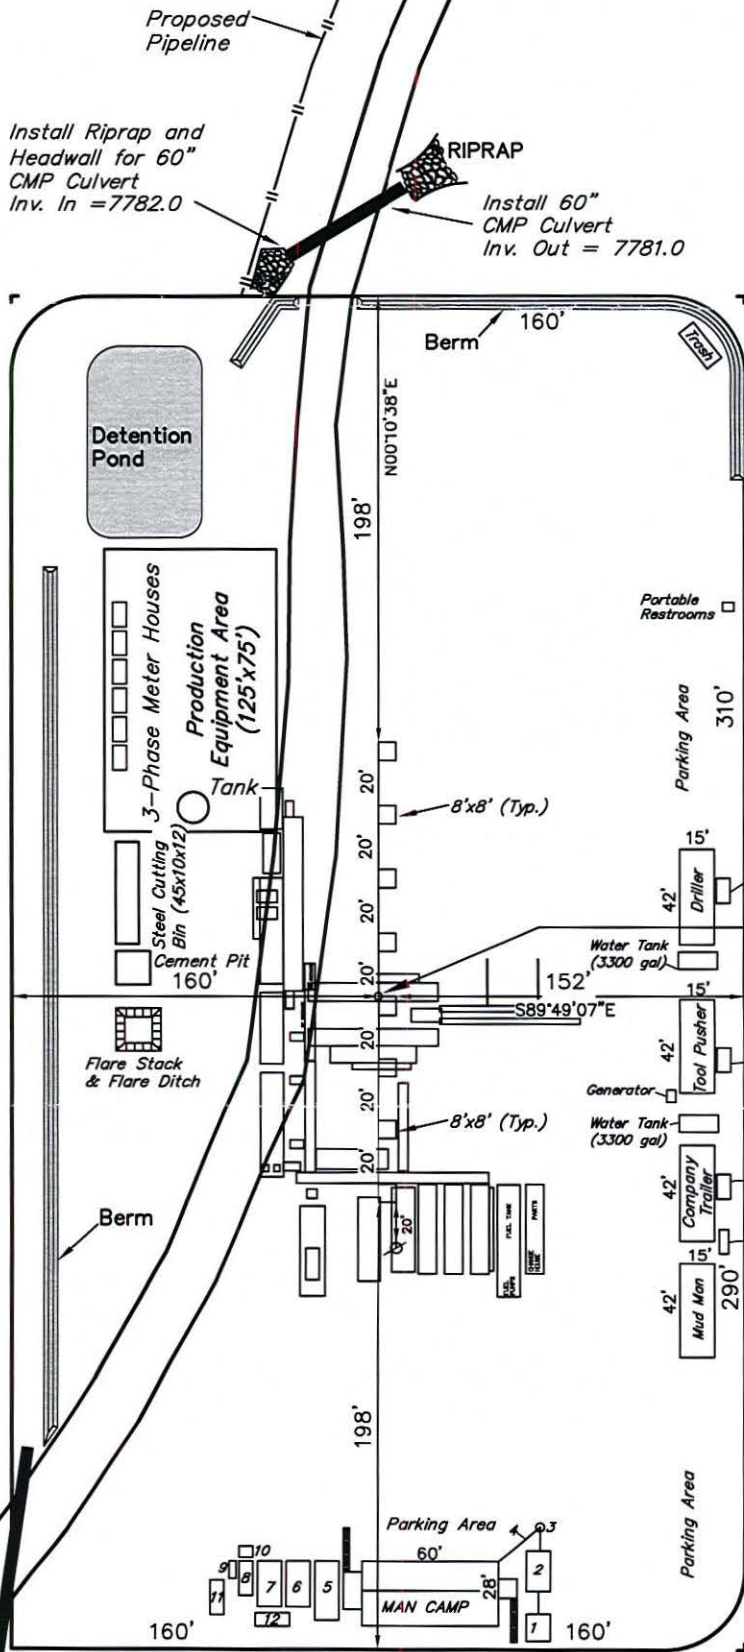 Proposed
Pipeline
Install Riprap and
Headwall for 60"
CMP Culvert
Inv. In =7782.0
RIPRAP
Install 60"
CMP Culvert
Inv. Out = 7781.0
Berm
160'
Trash
Detention
Pond
N00°10'38"E
198'
3-Phase Meter Houses
Production
Equipment Area
(125'x75')
Tank
Portable
Restrooms
Parking Area
310'
20'
8'x8' (Typ.)
20'
20'
20'
Steel Cutting
Bin (45x10x12)
Cement Pit
160'
15'
42'
Driller
Water Tank
(3300 gal)
152'
S89°49'07"E
15'
42'
Tool Pusher
Flare Stack
& Flare Ditch
20'
20'
20'
8'x8' (Typ.)
Generator
Water Tank
(3300 gal)
42'
Company
Trailer
Berm
20'
FUEL TANK
FUEL
PUMPS
PARTS
CHANGE
HOUSE
15'
42'
Mud Man
290'
198'
Parking Area
Parking Area
4
3
60'
28'
MAN CAMP
2
1
5
6
7
8
9
10
11
12
160'
160'